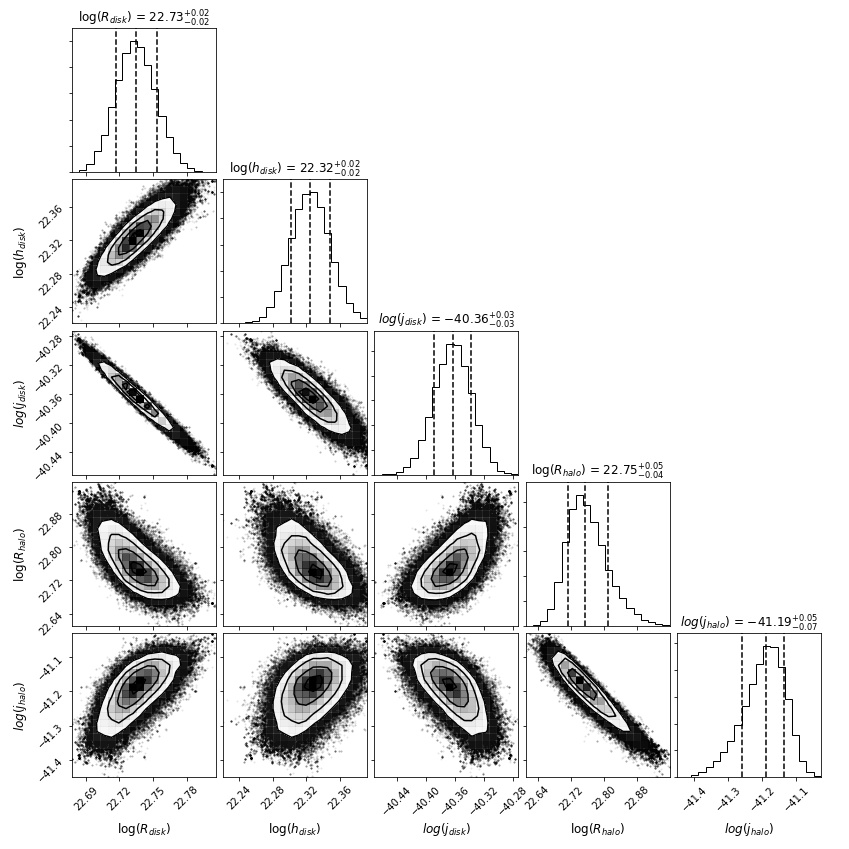 log(R_disk) = 22.73+0.02−0.02
log(h_disk) = 22.32+0.02−0.02
22.36
22.32
22.28
22.24
log(h_disk)
log(j_disk) = −40.36+0.03−0.03
−40.28
−40.32
−40.36
−40.40
−40.44
log(j_disk)
log(R_halo) = 22.75+0.05−0.04
22.88
22.80
22.72
22.64
log(R_halo)
log(j_halo) = −41.19+0.05−0.07
−41.1
−41.2
−41.3
−41.4
log(j_halo)
22.69 22.72 22.75 22.78 22.24 22.28 22.32 22.36 −40.44 −40.40 −40.36 −40.32 −40.28 22.64 22.72 22.80 22.88 −41.4 −41.3 −41.2 −41.1
log(R_disk) log(h_disk) log(j_disk) log(R_halo) log(j_halo)